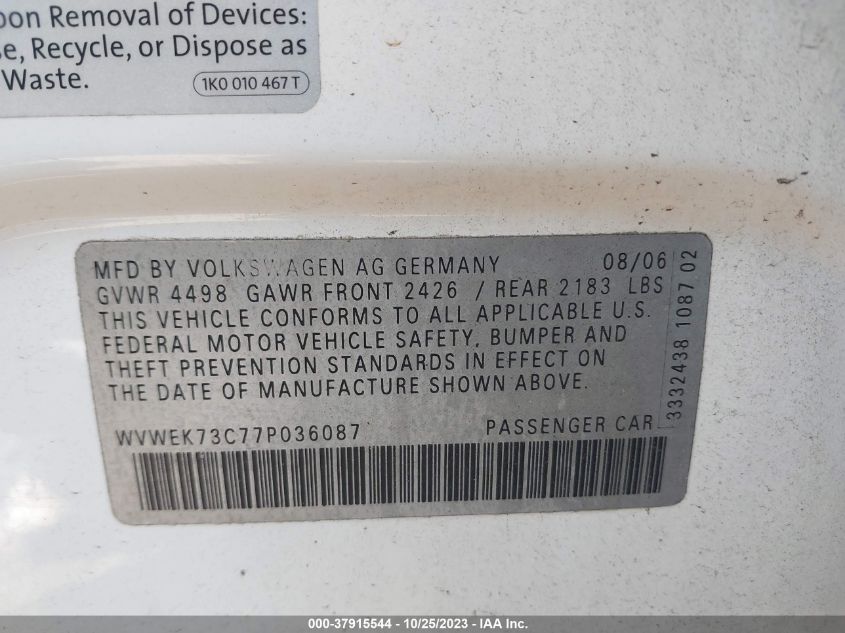 on Removal of Devices:
e, Recycle, or Dispose as
Waste.
1K0 010 467 T
MFD BY VOLKSWAGEN AG GERMANY 08/06
GVWR 4498 GAWR FRONT 2426 / REAR 2183 LBS
THIS VEHICLE CONFORMS TO ALL APPLICABLE U.S.
FEDERAL MOTOR VEHICLE SAFETY, BUMPER AND
THEFT PREVENTION STANDARDS IN EFFECT ON
THE DATE OF MANUFACTURE SHOWN ABOVE.
WVWEK73C77P036087 PASSENGER CAR
3332438 1087 02
000-37915544 | 10/25/2023 | IAA Inc.